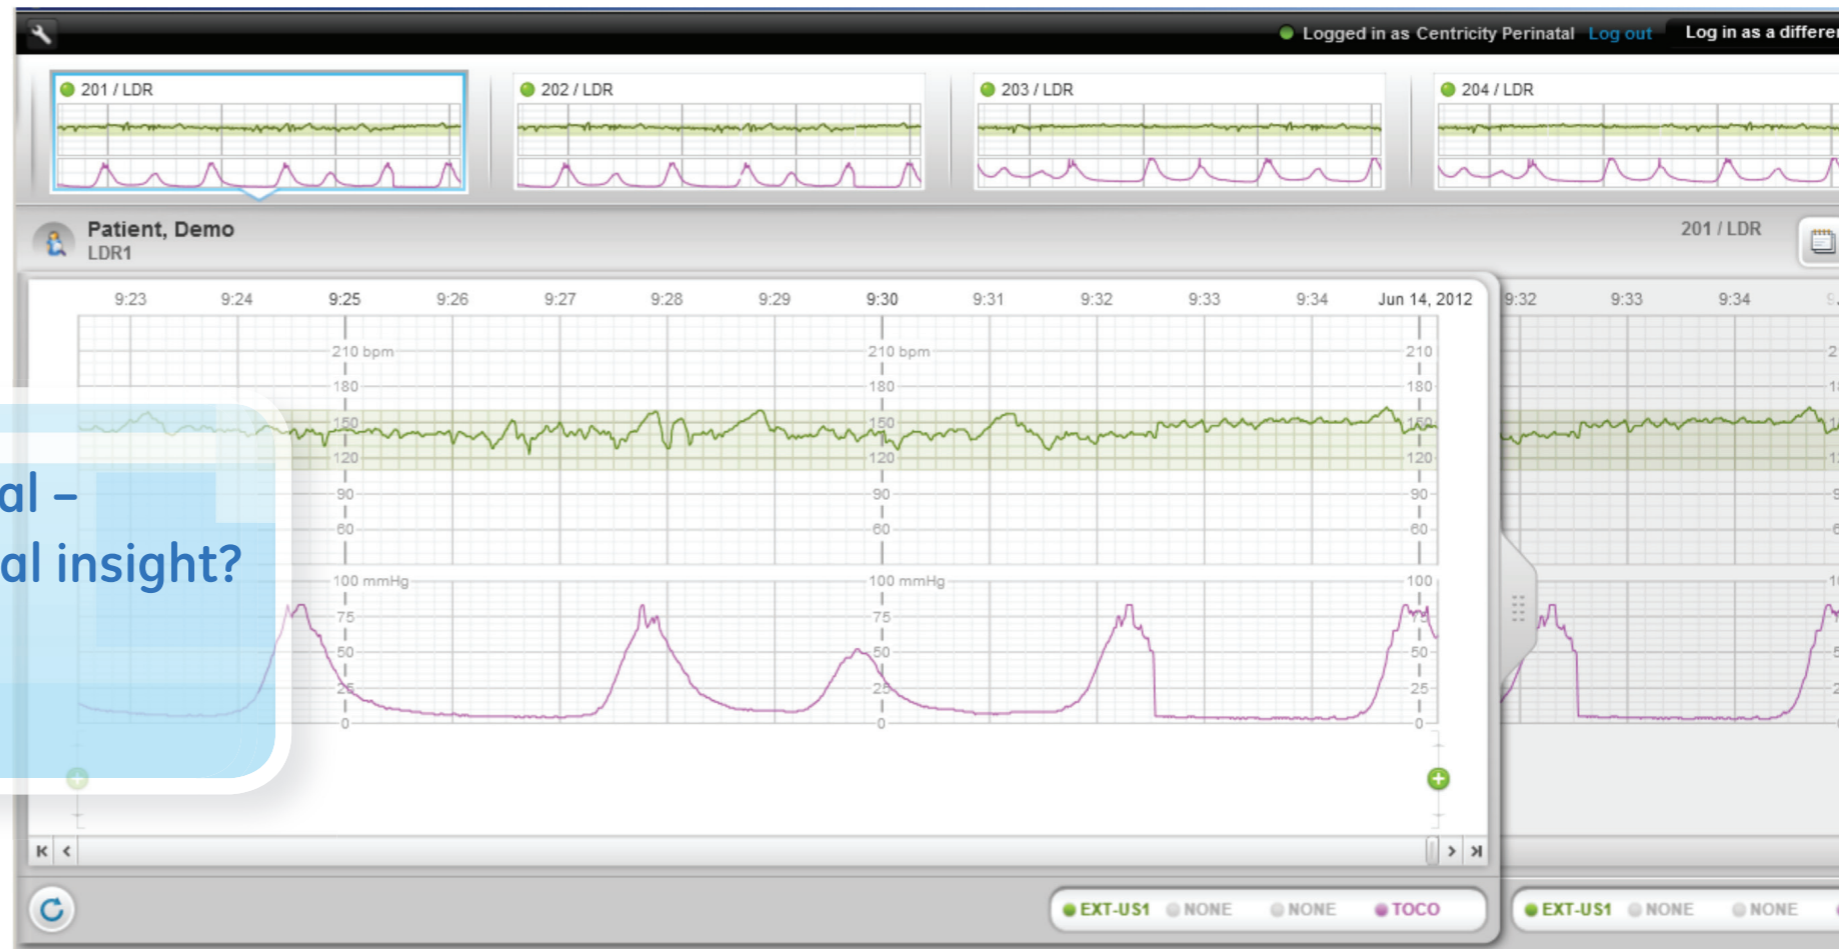 Logged in as Centricity Perinatal Log out Log in as a differen
201 / LDR 202 / LDR 203 / LDR 204 / LDR
Patient, Demo 201 / LDR
LDR1
9:23 9:24 9:25 9:26 9:27 9:28 9:29 9:30 9:31 9:32 9:33 9:34 Jun 14, 2012 9:32 9:33 9:34
210 bpm 210 bpm 210
180 180 180
150 150 150
120 120 120
al –
90 90 90
60 60 60
al insight?
100 mmHg 100 mmHg 100
75 75 75
50 50 50
25 25 25
0 0 0
EXT-US1 NONE NONE TOCO EXT-US1 NONE NONE